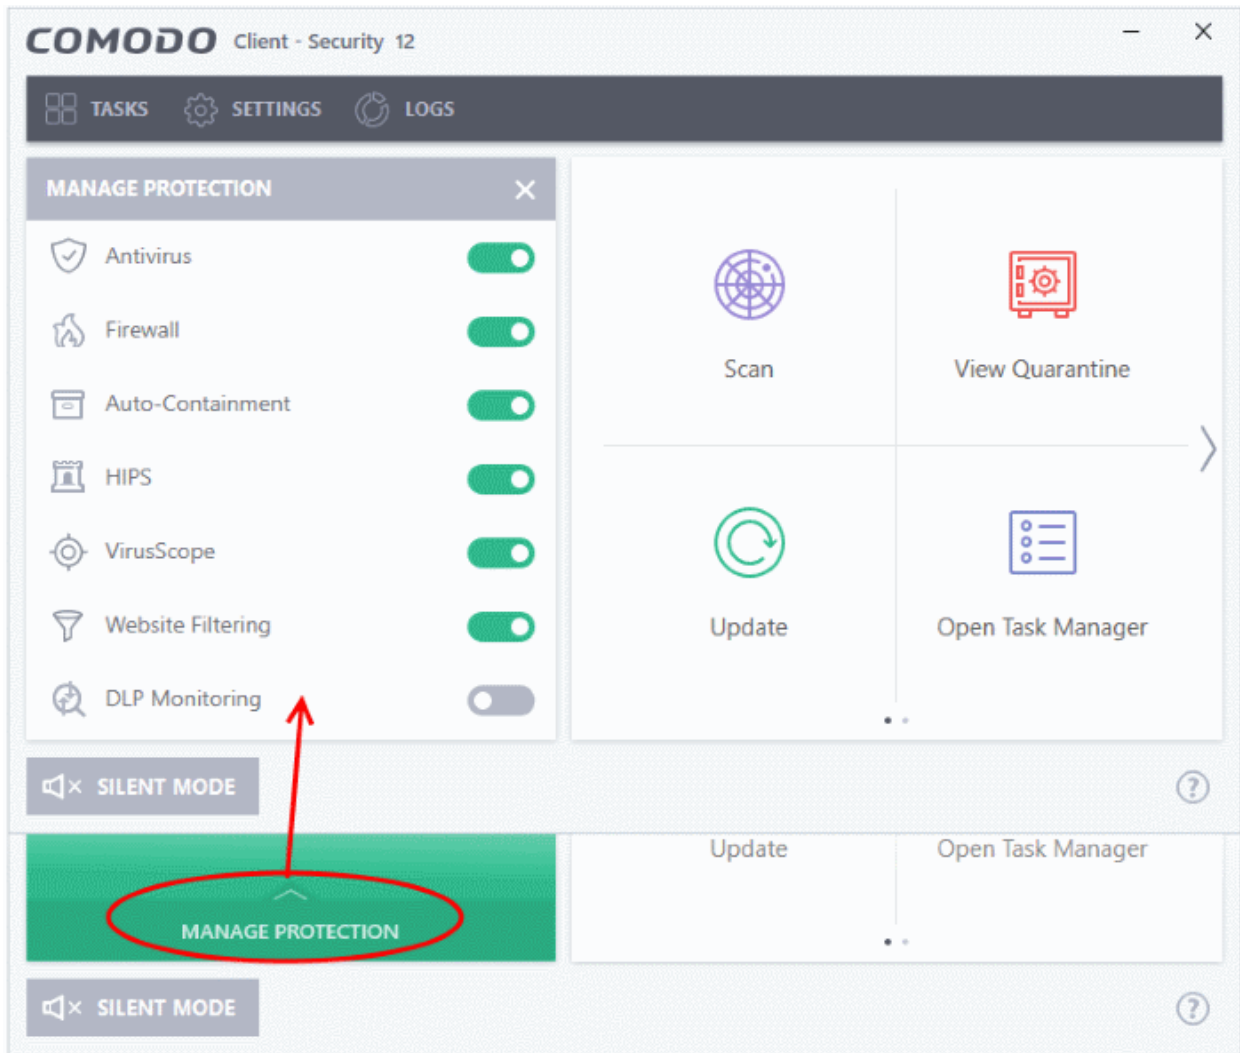 COMODO Client - Security 12
TASKS SETTINGS LOGS
MANAGE PROTECTION
Antivirus
Firewall
Auto-Containment
HIPS
VirusScope
Website Filtering
DLP Monitoring
Scan
View Quarantine
Update
Open Task Manager
SILENT MODE
?
Update
Open Task Manager
MANAGE PROTECTION
SILENT MODE
?